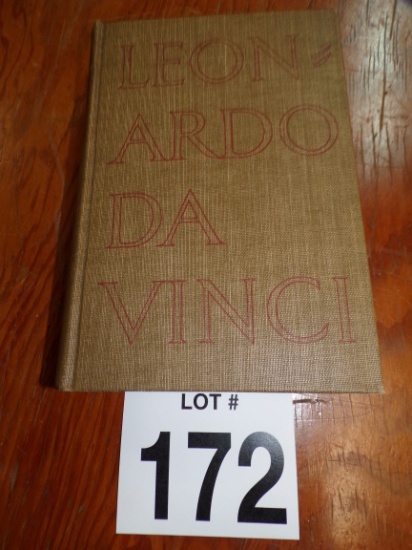 LEON-
ARDO
DA
VINCI
LOT #
172